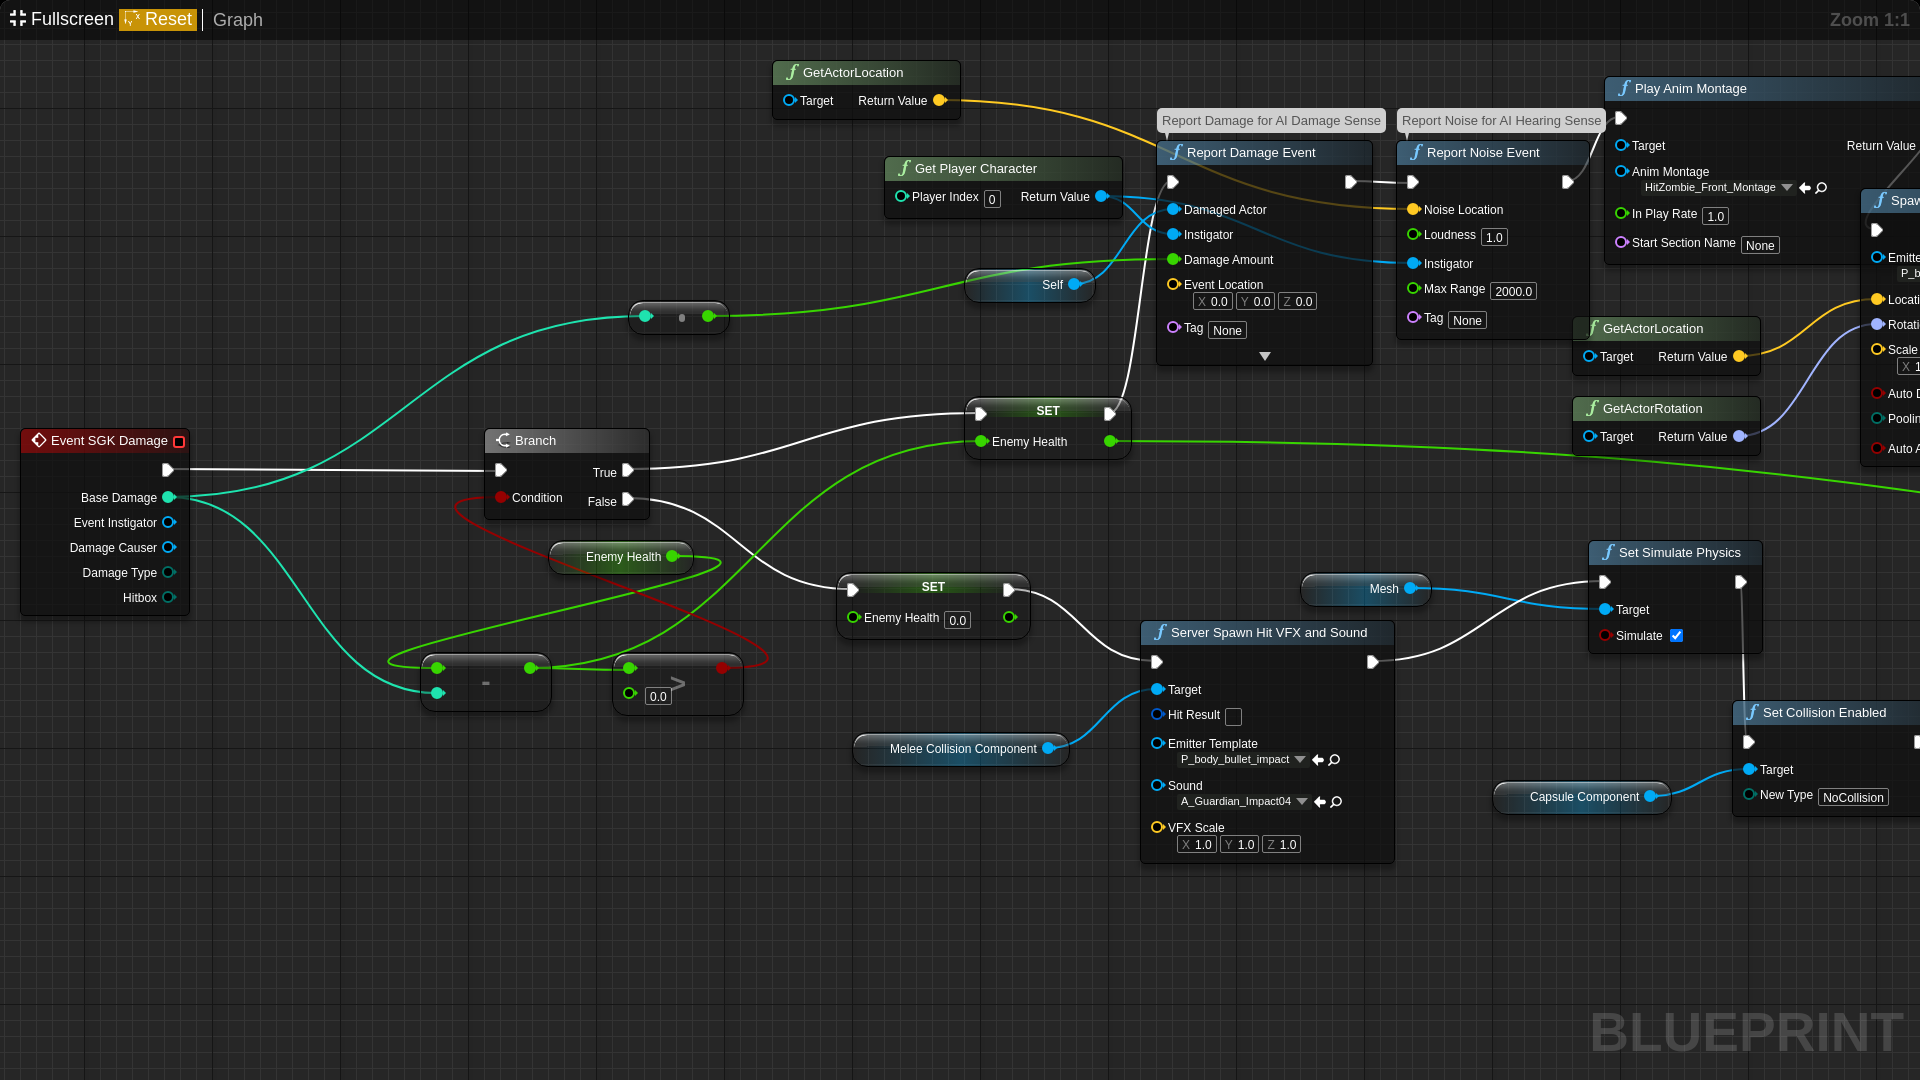 Fullscreen Reset Graph
Zoom 1:1
GetActorLocation
Target Return Value
Get Player Character
Player Index 0 Return Value
Self
Report Damage for AI Damage Sense
Report Damage Event
Damaged Actor
Instigator
Damage Amount
Event Location
X 0.0 Y 0.0 Z 0.0
Tag None
Report Noise for AI Hearing Sense
Report Noise Event
Noise Location
Loudness 1.0
Instigator
Max Range 2000.0
Tag None
Play Anim Montage
Target Return Value
Anim Montage
HitZombie_Front_Montage
In Play Rate 1.0
Start Section Name None
Spaw
Emitte
P_b
Locati
Rotati
Scale
X 1
Auto D
Poolin
Auto A
GetActorLocation
Target Return Value
GetActorRotation
Target Return Value
SET
Enemy Health
Event SGK Damage
Base Damage
Event Instigator
Damage Causer
Damage Type
Hitbox
Branch
True
Condition
False
Enemy Health
-
>
0.0
SET
Enemy Health 0.0
Melee Collision Component
Server Spawn Hit VFX and Sound
Target
Hit Result
Emitter Template
P_body_bullet_impact
Sound
A_Guardian_Impact04
VFX Scale
X 1.0 Y 1.0 Z 1.0
Mesh
Set Simulate Physics
Target
Simulate
Capsule Component
Set Collision Enabled
Target
New Type NoCollision
BLUEPRINT